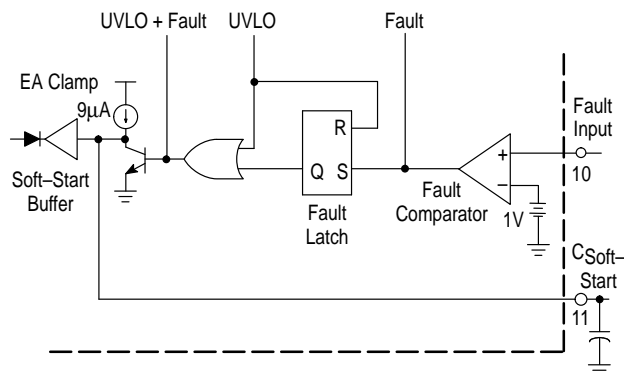 UVLO + Fault
UVLO
Fault
EA Clamp
9µA
Fault
Input
R
+
Q
S
–
10
Soft–Start
Buffer
Fault
Latch
Fault
Comparator
1V
CSoft–
Start
11